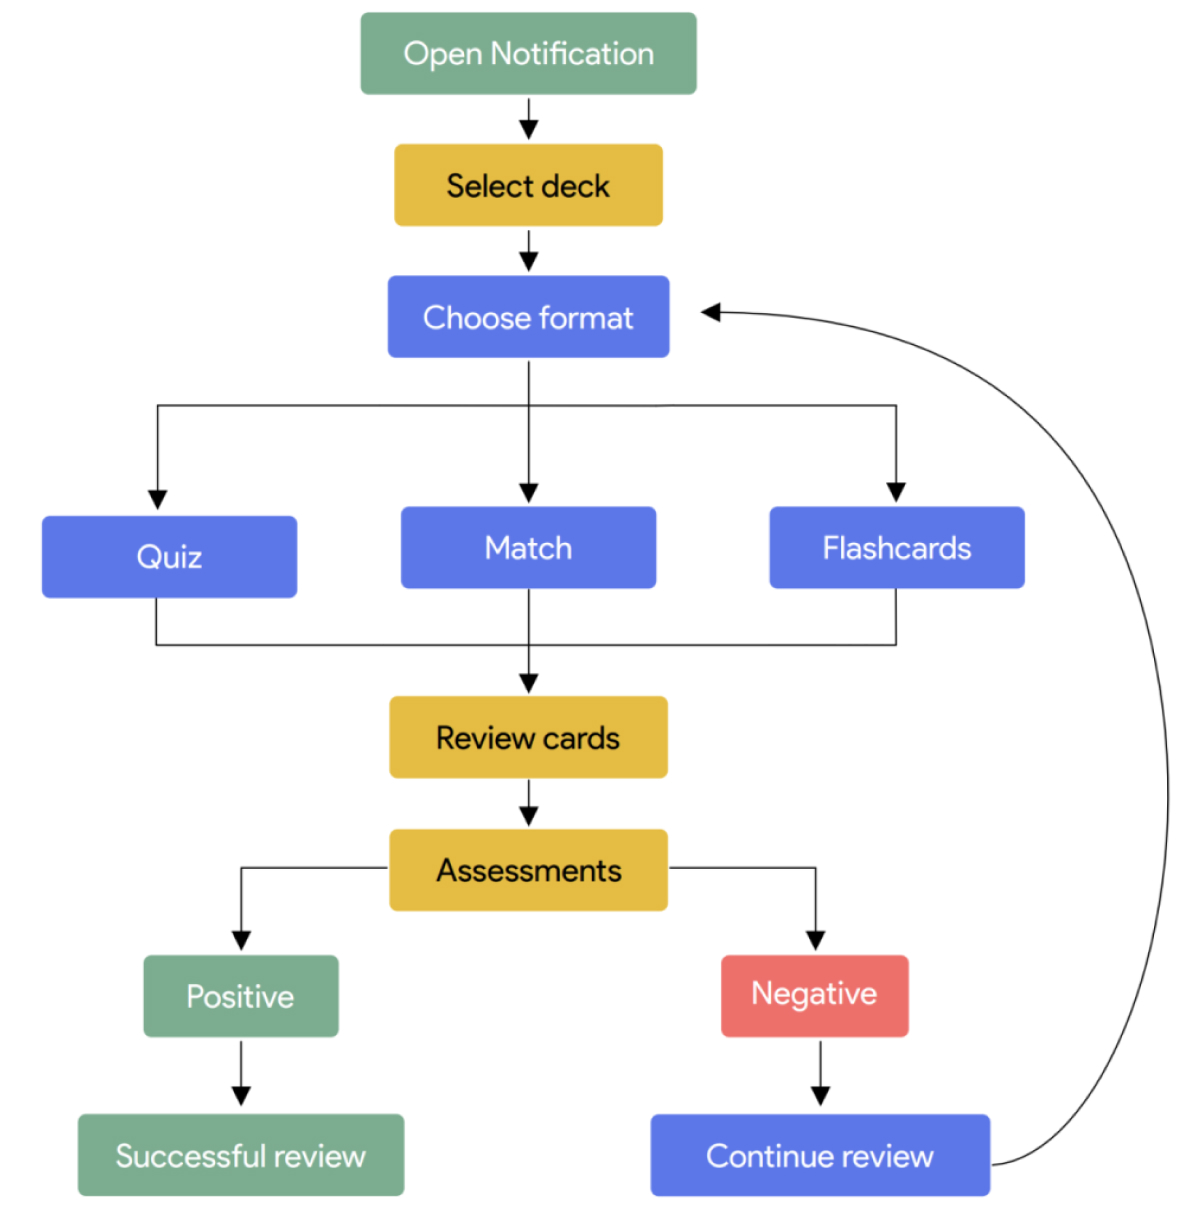 Open Notification
Select deck
Choose format
Quiz
Match
Flashcards
Review cards
Assessments
Positive
Negative
Successful review
Continue review